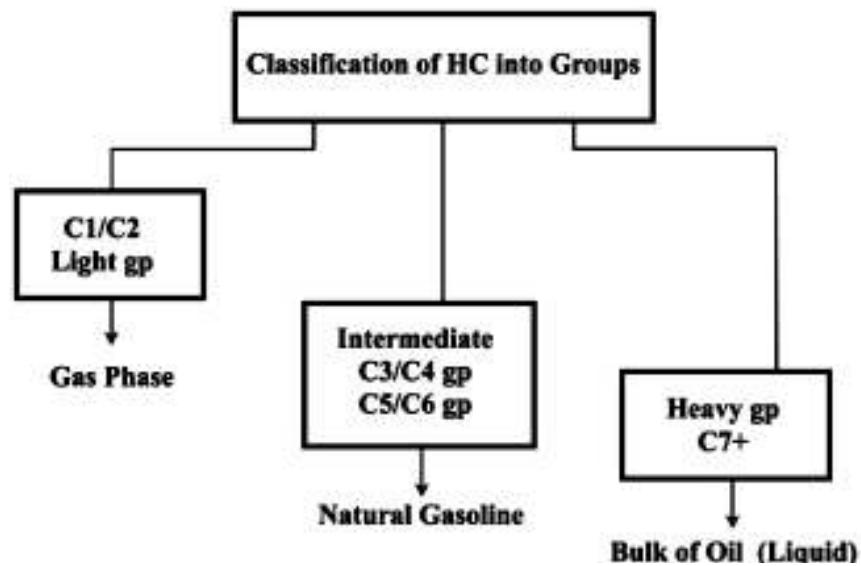 Classification of HC into Groups
C1/C2
Light gp
Gas Phase
Intermediate
C3/C4 gp
C5/C6 gp
Natural Gasoline
Heavy gp
C7+
Bulk of Oil (Liquid)